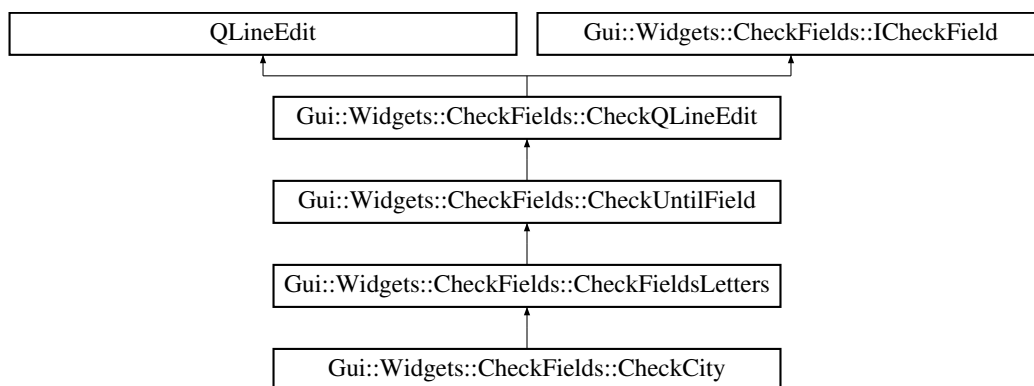 QLineEdit
Gui::Widgets::CheckFields::ICheckField
Gui::Widgets::CheckFields::CheckQLineEdit
Gui::Widgets::CheckFields::CheckUntilField
Gui::Widgets::CheckFields::CheckFieldsLetters
Gui::Widgets::CheckFields::CheckCity